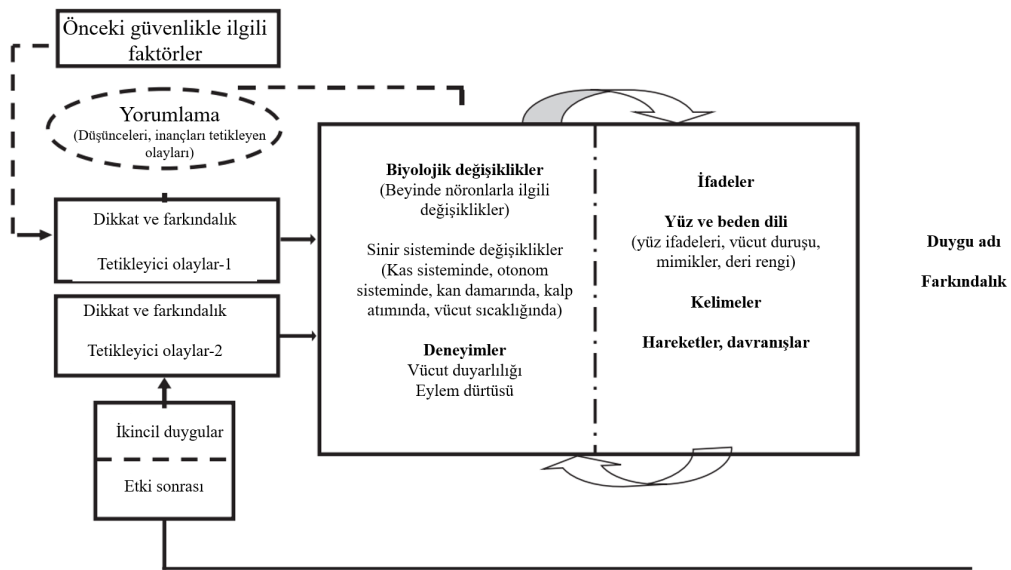 Önceki güvenlikle ilgili
faktörler
Yorumlama
(Düşünceleri, inançları tetikleyen
olayları)
Dikkat ve farkındalık
Tetikleyici olaylar-1
Dikkat ve farkındalık
Tetikleyici olaylar-2
İkincil duygular
Etki sonrası
Biyolojik değişiklikler
(Beyinde nöronlarla ilgili
değişiklikler)
Sinir sisteminde değişiklikler
(Kas sisteminde, otonom
sisteminde, kan damarında, kalp
atımında, vücut sıcaklığında)
Deneyimler
Vücut duyarlılığı
Eylem dürtüsü
İfadeler
Yüz ve beden dili
(yüz ifadeleri, vücut duruşu,
mimikler, deri rengi)
Kelimeler
Hareketler, davranışlar
Duygu adı
Farkındalık